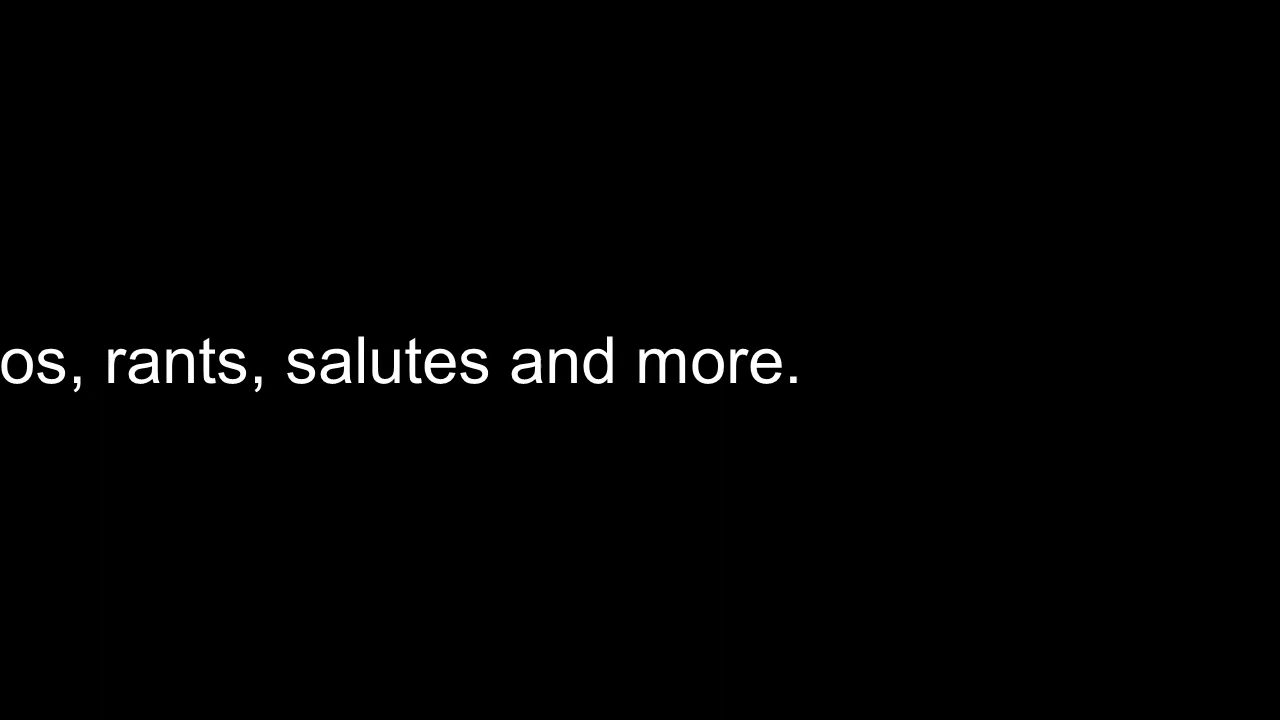 os, rants, salutes and more.